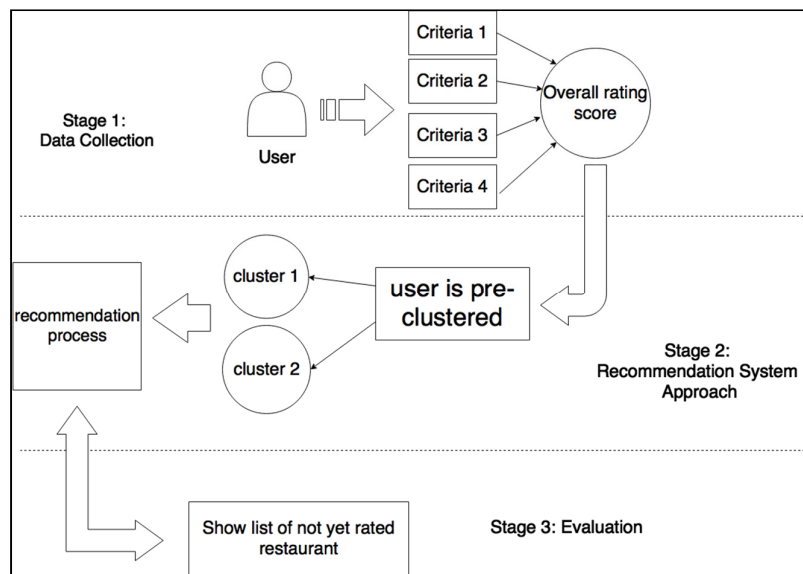 Stage 1:
Data Collection
User
Criteria 1
Criteria 2
Criteria 3
Criteria 4
Overall rating
score
recommendation
process
cluster 1
cluster 2
user is pre-
clustered
Stage 2:
Recommendation System
Approach
Show list of not yet rated
restaurant
Stage 3: Evaluation